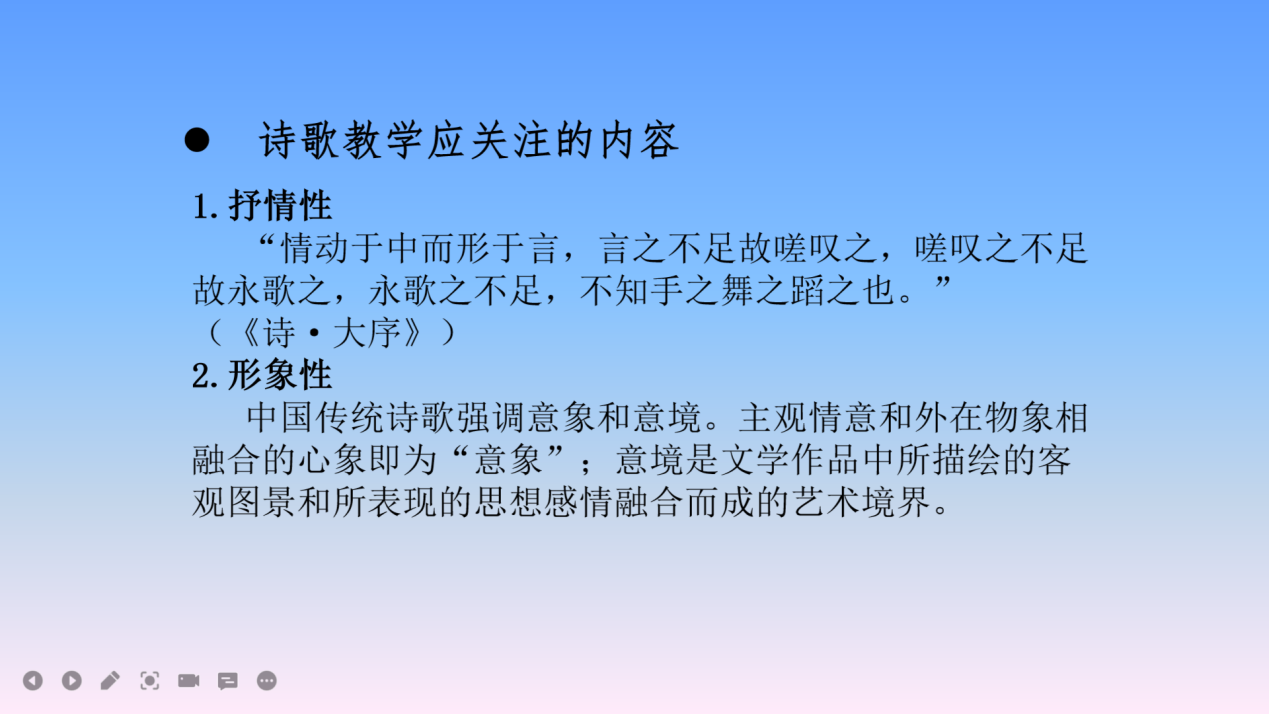 ● 诗歌教学应关注的内容
1.抒情性
“情动于中而形于言，言之不足故嗟叹之，嗟叹之不足
故永歌之，永歌之不足，不知手之舞之蹈之也。”
（《诗·大序》）
2.形象性
中国传统诗歌强调意象和意境。主观情意和外在物象相
融合的心象即为“意象”；意境是文学作品中所描绘的客
观图景和所表现的思想感情融合而成的艺术境界。